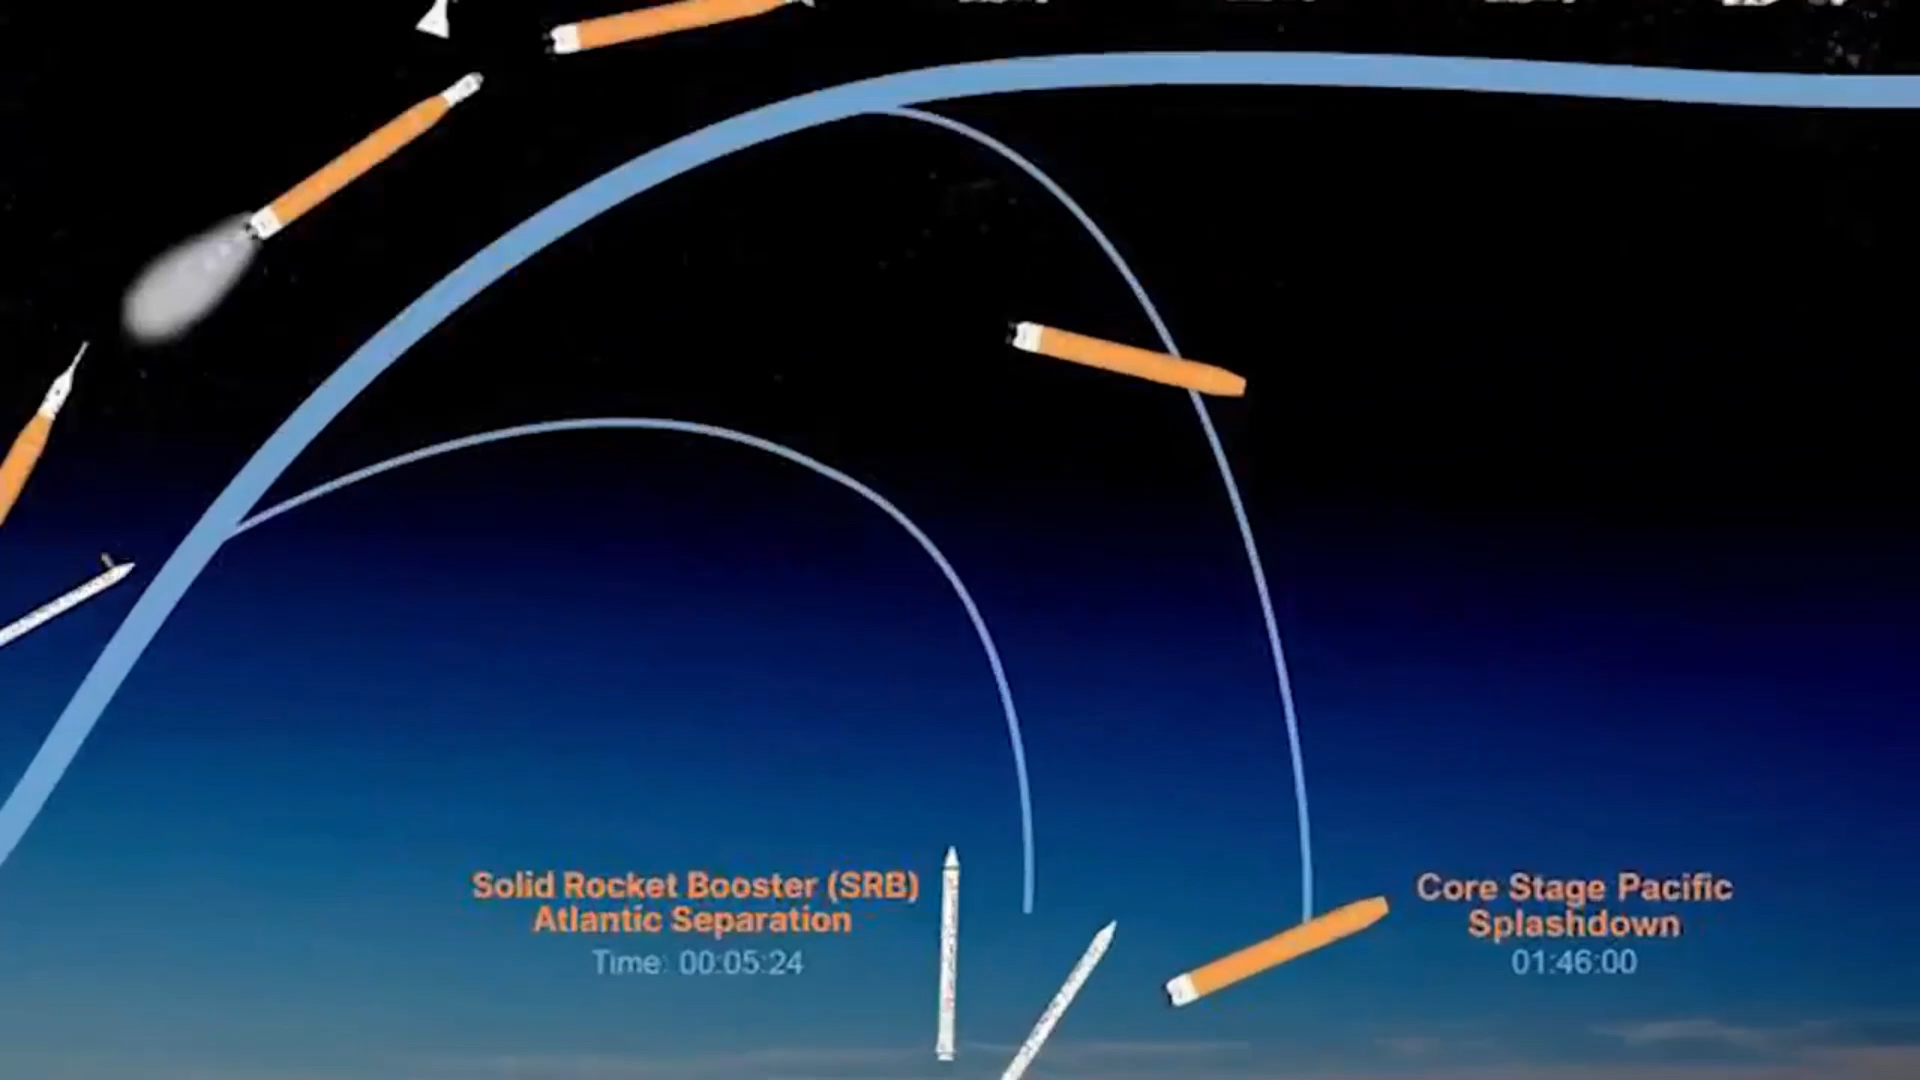 Solid Rocket Booster (SRB)
Atlantic Separation
Time: 00:05:24
Core Stage Pacific
Splashdown
01:46:00